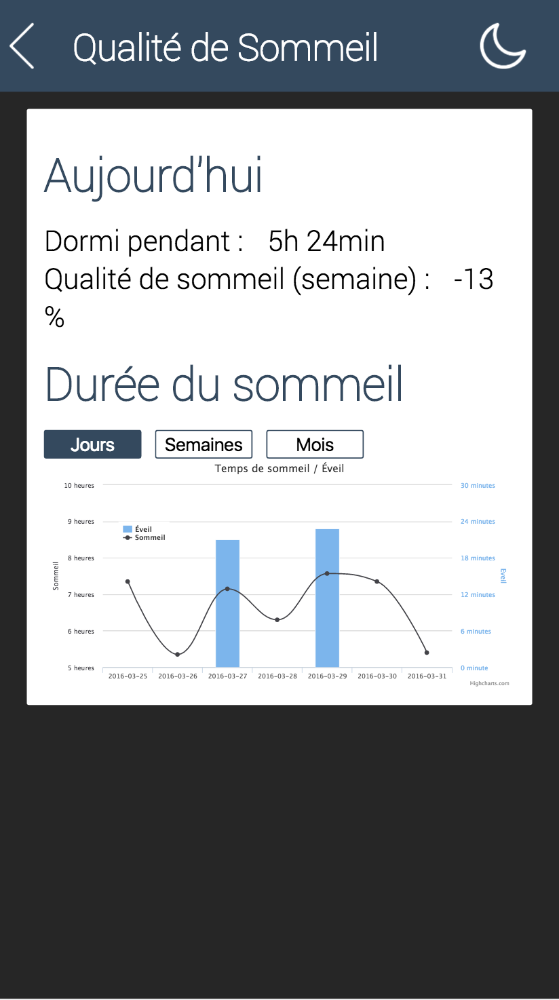 Qualité de Sommeil
Aujourd'hui
Dormi pendant : 5h 24min
Qualité de sommeil (semaine) : -13
%
Durée du sommeil
Jours Semaines Mois
Temps de sommeil / Éveil
10 heures 30 minutes
9 heures 24 minutes
Éveil
Sommeil
8 heures 18 minutes
Sommeil
Eveil
7 heures 12 minutes
6 heures 6 minutes
5 heures 0 minute
2016-03-25 2016-03-26 2016-03-27 2016-03-28 2016-03-29 2016-03-30 2016-03-31
Highcharts.com